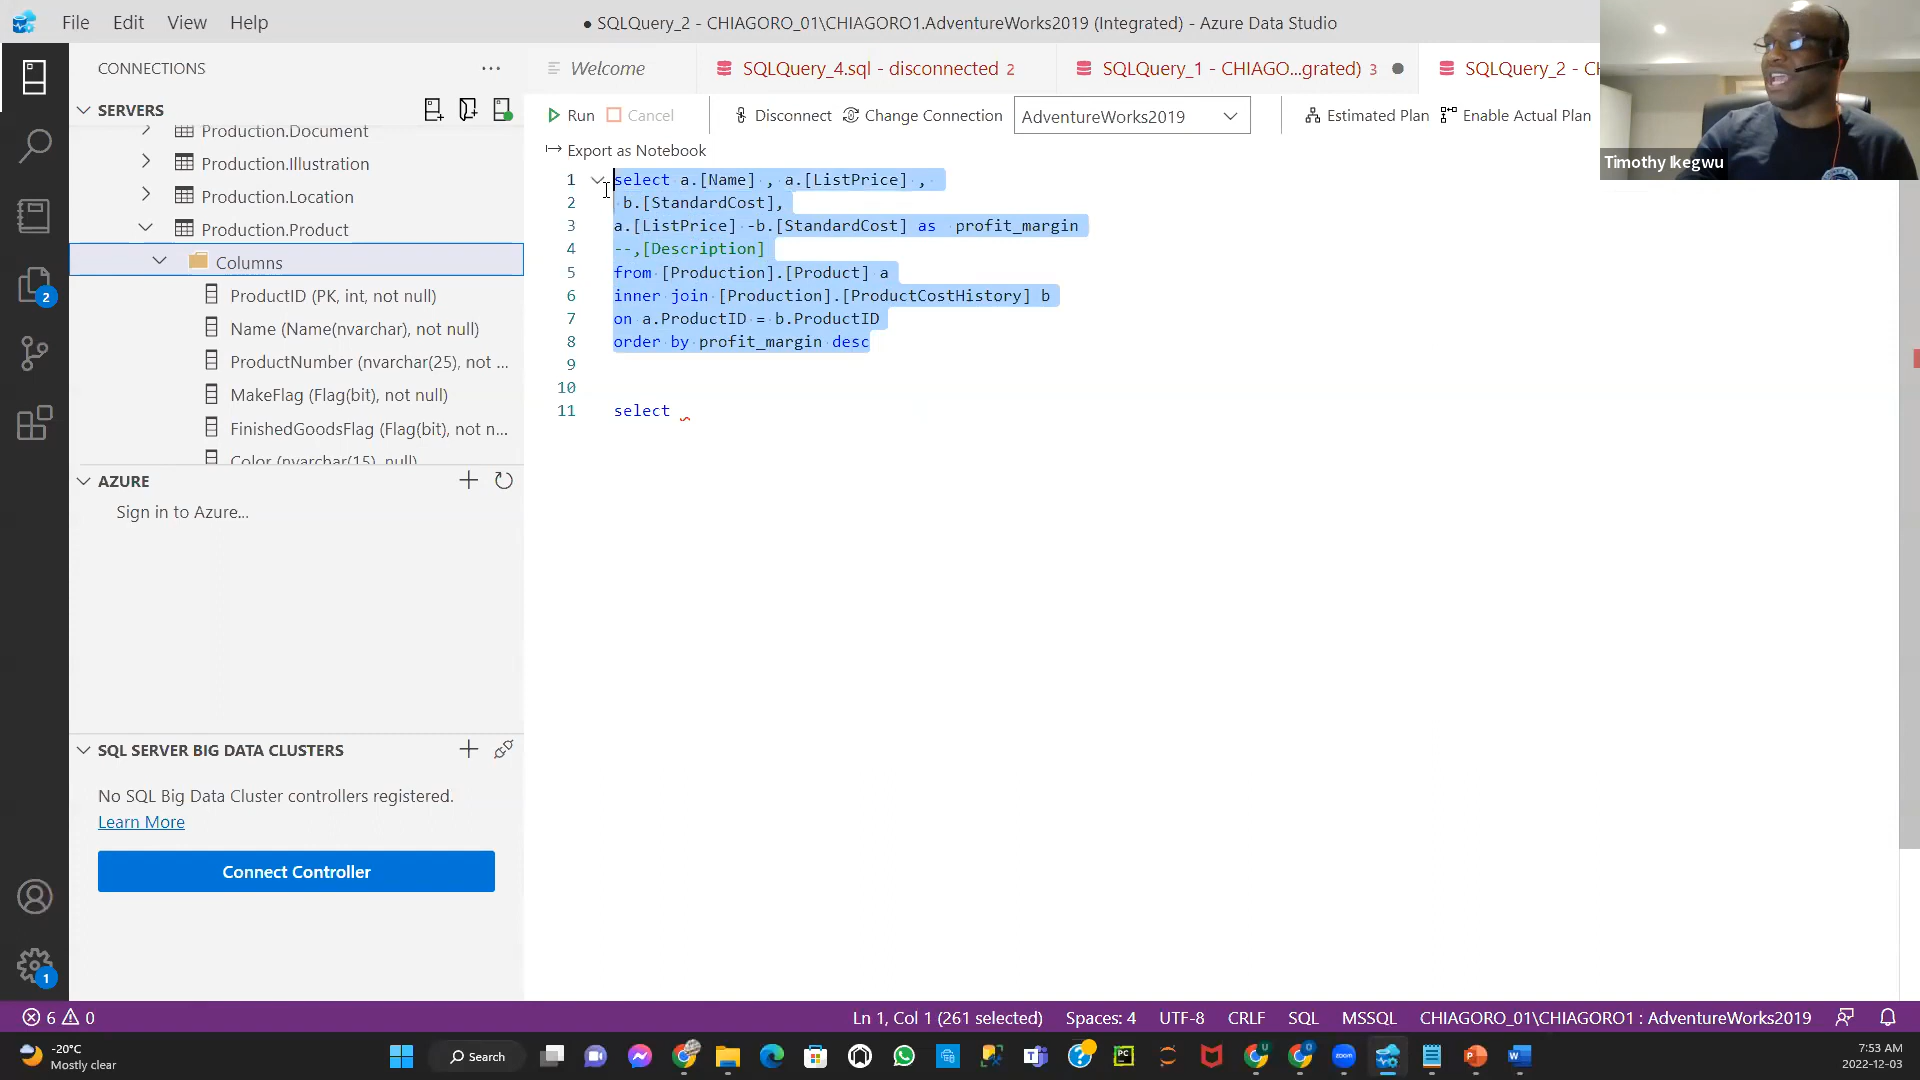 File Edit View Help
● SQLQuery_2 - CHIAGORO_01\CHIAGORO1.AdventureWorks2019 (Integrated) - Azure Data Studio
CONNECTIONS
Welcome
SQLQuery_4.sql - disconnected 2
SQLQuery_1 - CHIAGO...grated) 3
SQLQuery_2 - CH
SERVERS
Run Cancel Disconnect Change Connection AdventureWorks2019 Estimated Plan Enable Actual Plan
Export as Notebook
Timothy Ikegwu
Production.Document
Production.Illustration
Production.Location
Production.Product
Columns
ProductID (PK, int, not null)
Name (Name(nvarchar), not null)
ProductNumber (nvarchar(25), not ...
MakeFlag (Flag(bit), not null)
FinishedGoodsFlag (Flag(bit), not n...
Color (nvarchar(15), null)
1 select a.[Name] , a.[ListPrice] ,
2 b.[StandardCost],
3 a.[ListPrice] -b.[StandardCost] as profit_margin
4 --,[Description]
5 from [Production].[Product] a
6 inner join [Production].[ProductCostHistory] b
7 on a.ProductID = b.ProductID
8 order by profit_margin desc
9
10
11 select
AZURE
Sign in to Azure...
SQL SERVER BIG DATA CLUSTERS
No SQL Big Data Cluster controllers registered.
Learn More
Connect Controller
2
1
6 0
Ln 1, Col 1 (261 selected) Spaces: 4 UTF-8 CRLF SQL MSSQL CHIAGORO_01\CHIAGORO1 : AdventureWorks2019
-20°C
Mostly clear
Search
7:53 AM
2022-12-03